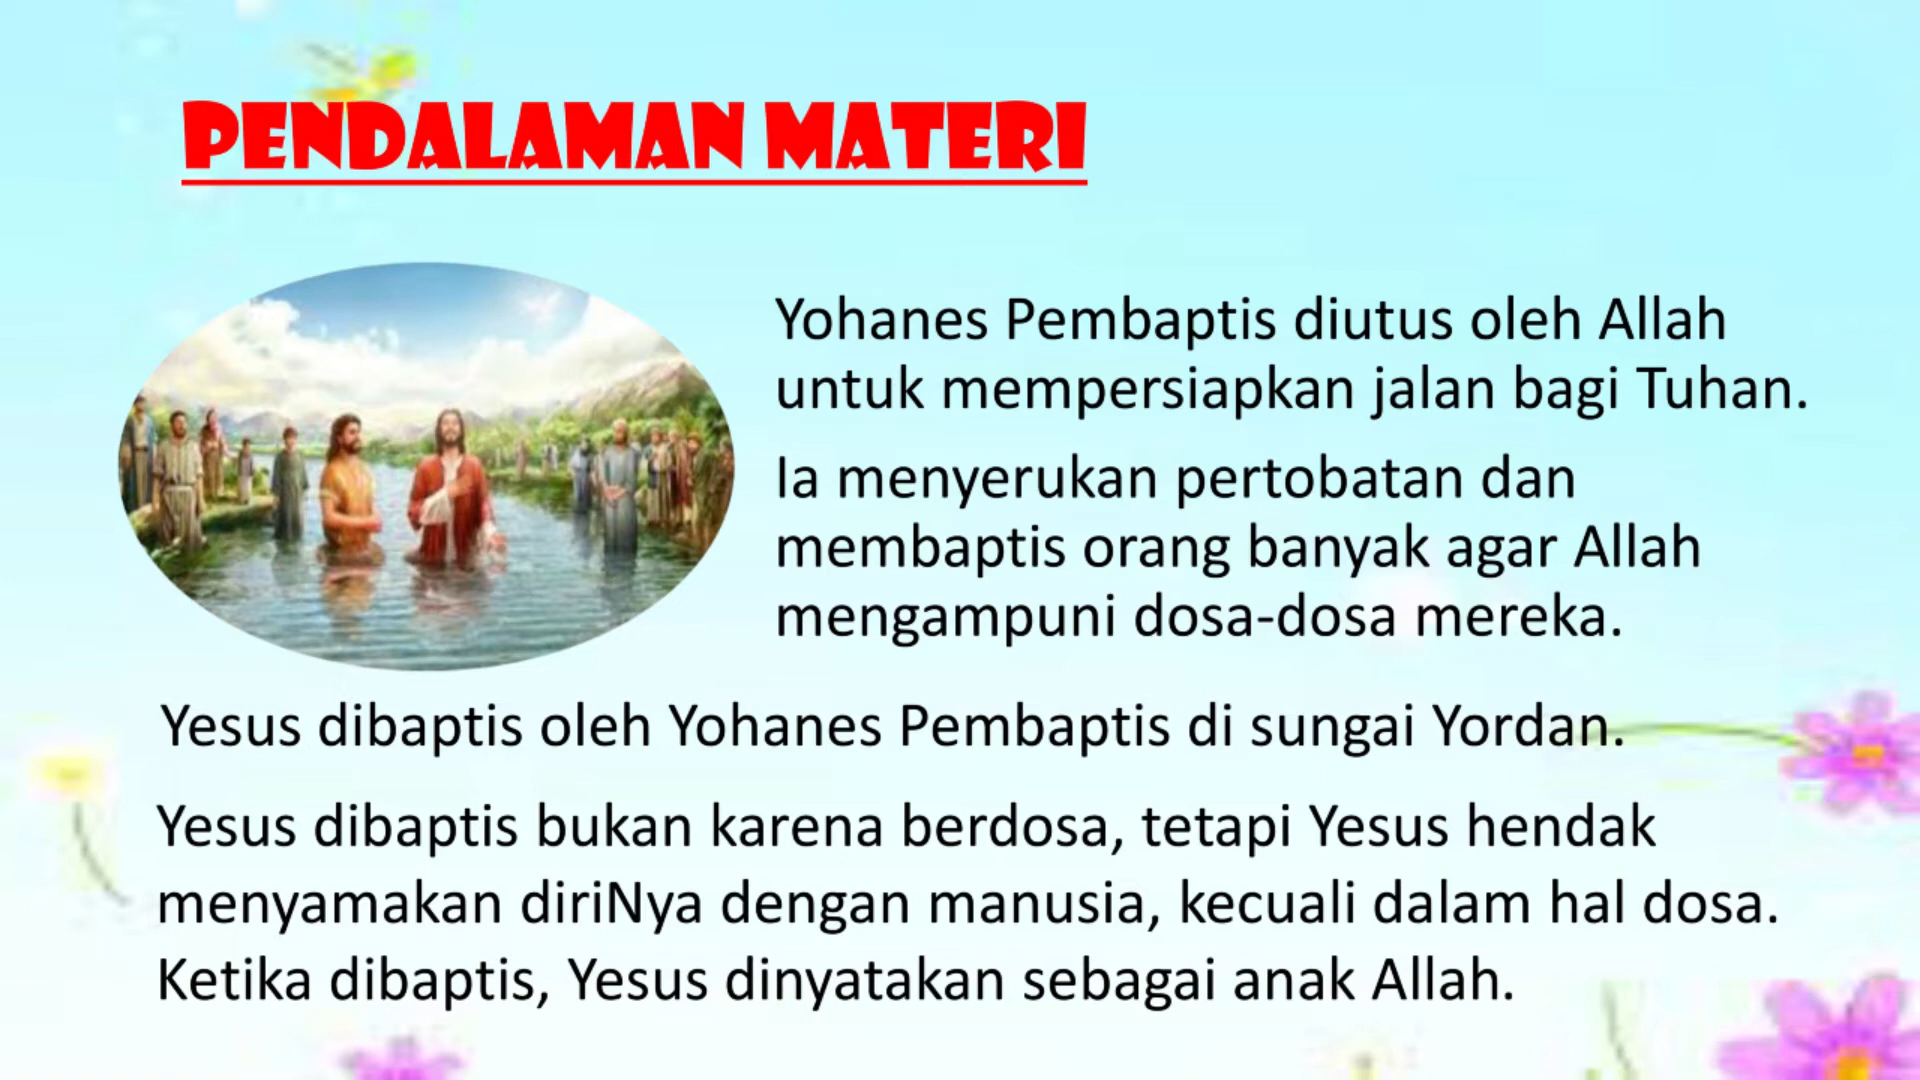 PENDALAMAN MATERI
Yohanes Pembaptis diutus oleh Allah
untuk mempersiapkan jalan bagi Tuhan.
Ia menyerukan pertobatan dan
membaptis orang banyak agar Allah
mengampuni dosa-dosa mereka.
Yesus dibaptis oleh Yohanes Pembaptis di sungai Yordan.
Yesus dibaptis bukan karena berdosa, tetapi Yesus hendak
menyamakan diriNya dengan manusia, kecuali dalam hal dosa.
Ketika dibaptis, Yesus dinyatakan sebagai anak Allah.